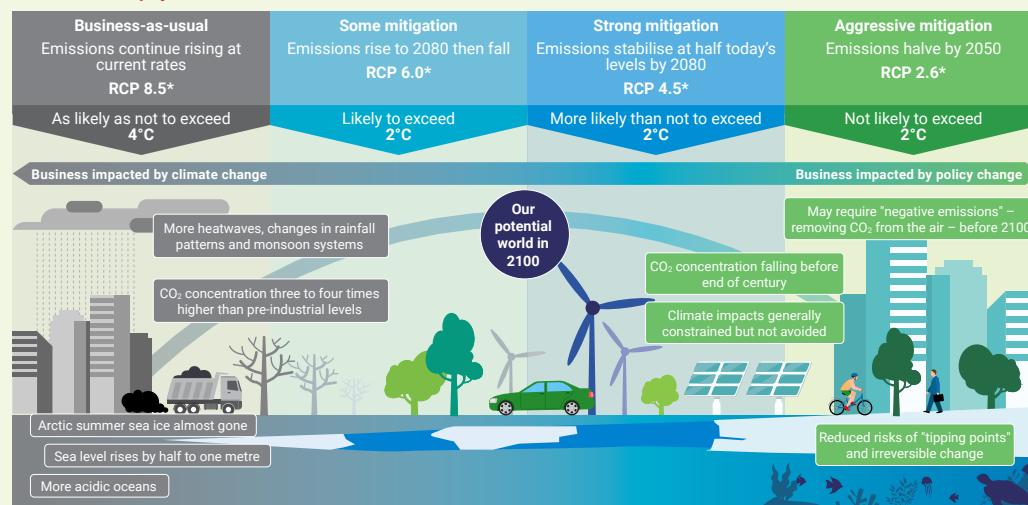 Business-as-usual
Emissions continue rising at
current rates
RCP 8.5*
As likely as not to exceed
4°C
Some mitigation
Emissions rise to 2080 then fall
RCP 6.0*
Likely to exceed
2°C
Strong mitigation
Emissions stabilise at half today's
levels by 2080
RCP 4.5*
More likely than not to exceed
2°C
Aggressive mitigation
Emissions halve by 2050
RCP 2.6*
Not likely to exceed
2°C
Business impacted by climate change
Business impacted by policy change
Our
potential
world in
2100
More heatwaves, changes in rainfall
patterns and monsoon systems
CO₂ concentration three to four times
higher than pre-industrial levels
May require "negative emissions" –
removing CO₂ from the air – before 2100
CO₂ concentration falling before
end of century
Climate impacts generally
constrained but not avoided
Arctic summer sea ice almost gone
Sea level rises by half to one metre
More acidic oceans
Reduced risks of "tipping points"
and irreversible change